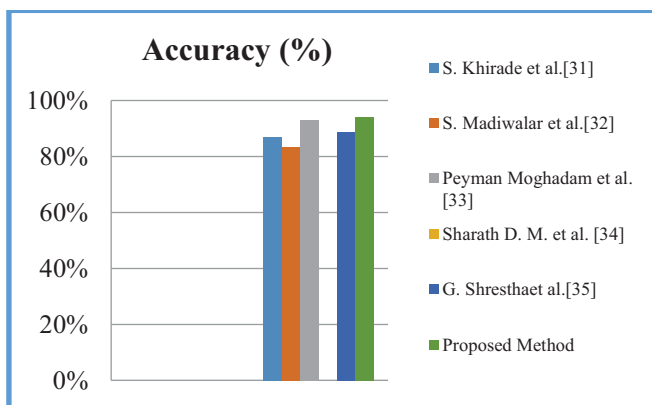 Accuracy (%)
100%
80%
60%
40%
20%
0%
S. Khirade et al.[31]
S. Madiwalar et al.[32]
Peyman Moghadam et al.
[33]
Sharath D. M. et al. [34]
G. Shresthaet al.[35]
Proposed Method